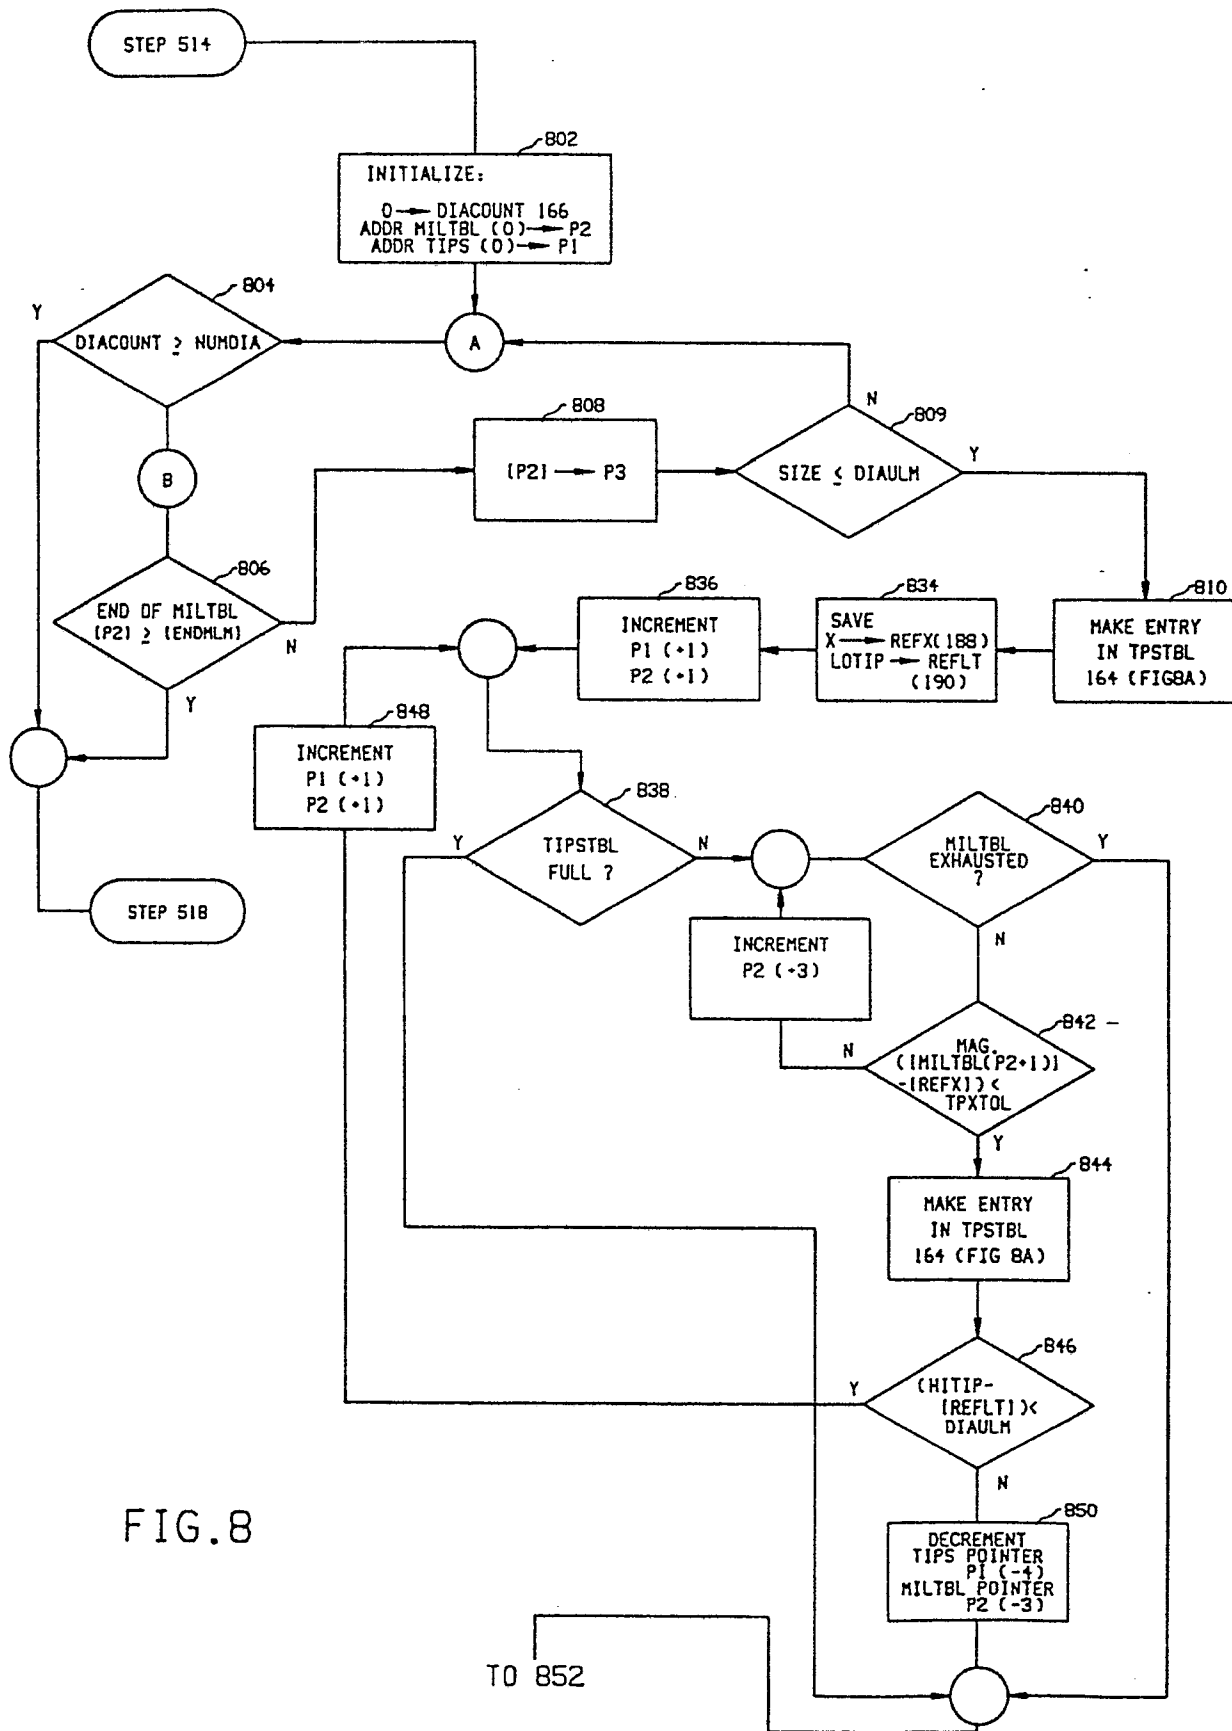 STEP 514
802
INITIALIZE:
0 → DIACOUNT 166
ADDR MILTBL (0) → P2
ADDR TIPS (0) → P1
804
Y
DIACOUNT ≥ NUMDIA
A
B
806
END OF MILTBL
[P2] ≥ [ENDMLM]
N
Y
808
[P2] → P3
N
809
SIZE ≤ DIAULM
Y
810
MAKE ENTRY
IN TPSTBL
164 (FIG8A)
834
SAVE
X → REFX(188)
LOTIP → REFLT
(190)
836
INCREMENT
P1 (+1)
P2 (+1)
848
INCREMENT
P1 (+1)
P2 (+1)
STEP 518
838
Y
TIPSTBL
FULL ?
N
840
MILTBL
EXHAUSTED
?
Y
N
INCREMENT
P2 (+3)
842
N
MAG.
([MILTBL(P2+1)]
-[REFX])<
TPXTOL
Y
844
MAKE ENTRY
IN TPSTBL
164 (FIG 8A)
846
Y
(HITIP-
[REFLT])<
DIAULM
N
850
DECREMENT
TIPS POINTER
P1 (-4)
MILTBL POINTER
P2 (-3)
TO 852
FIG.8